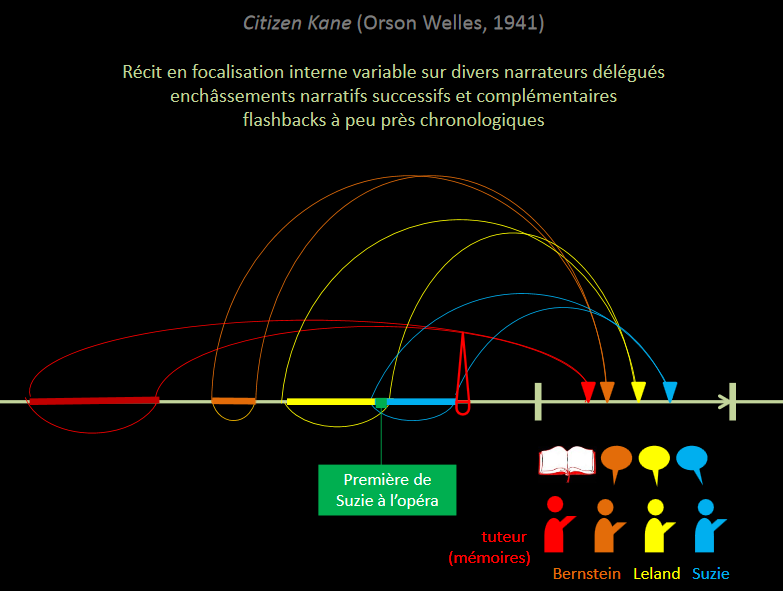 Citizen Kane (Orson Welles, 1941)
Récit en focalisation interne variable sur divers narrateurs délégués
enchâssements narratifs successifs et complémentaires
flashbacks à peu près chronologiques
Première de
Suzie à l'opéra
tuteur
(mémoires)
Bernstein Leland Suzie